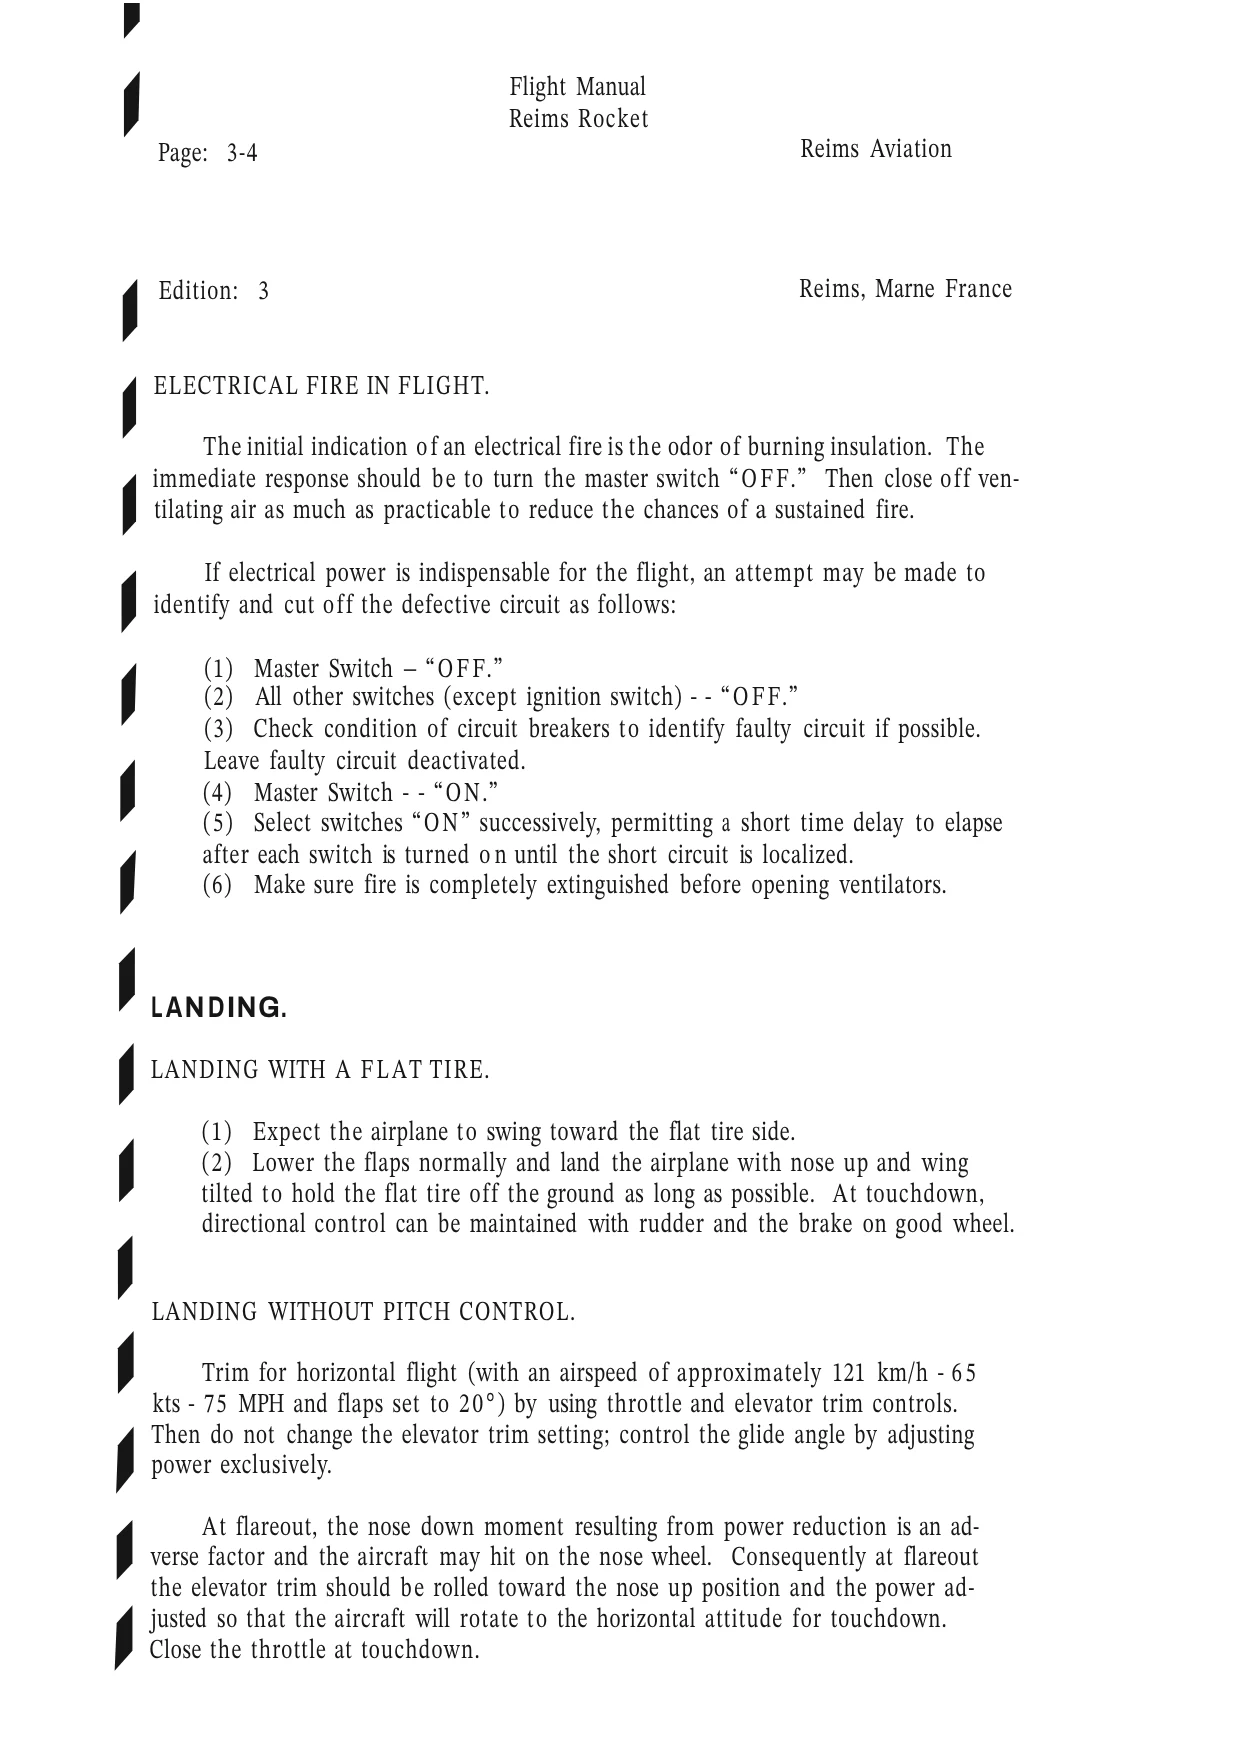 Flight Manual
Reims Rocket
Page: 3-4
Reims Aviation
Edition: 3
Reims, Marne France
ELECTRICAL FIRE IN FLIGHT.
The initial indication of an electrical fire is the odor of burning insulation. The
immediate response should be to turn the master switch “OFF.” Then close off ven-
tilating air as much as practicable to reduce the chances of a sustained fire.
If electrical power is indispensable for the flight, an attempt may be made to
identify and cut off the defective circuit as follows:
(1) Master Switch – “OFF.”
(2) All other switches (except ignition switch) - - “OFF.”
(3) Check condition of circuit breakers to identify faulty circuit if possible.
Leave faulty circuit deactivated.
(4) Master Switch - - “ON.”
(5) Select switches “ON” successively, permitting a short time delay to elapse
after each switch is turned on until the short circuit is localized.
(6) Make sure fire is completely extinguished before opening ventilators.
LANDING.
LANDING WITH A FLAT TIRE.
(1) Expect the airplane to swing toward the flat tire side.
(2) Lower the flaps normally and land the airplane with nose up and wing
tilted to hold the flat tire off the ground as long as possible. At touchdown,
directional control can be maintained with rudder and the brake on good wheel.
LANDING WITHOUT PITCH CONTROL.
Trim for horizontal flight (with an airspeed of approximately 121 km/h - 65
kts - 75 MPH and flaps set to 20°) by using throttle and elevator trim controls.
Then do not change the elevator trim setting; control the glide angle by adjusting
power exclusively.
At flareout, the nose down moment resulting from power reduction is an ad-
verse factor and the aircraft may hit on the nose wheel. Consequently at flareout
the elevator trim should be rolled toward the nose up position and the power ad-
justed so that the aircraft will rotate to the horizontal attitude for touchdown.
Close the throttle at touchdown.